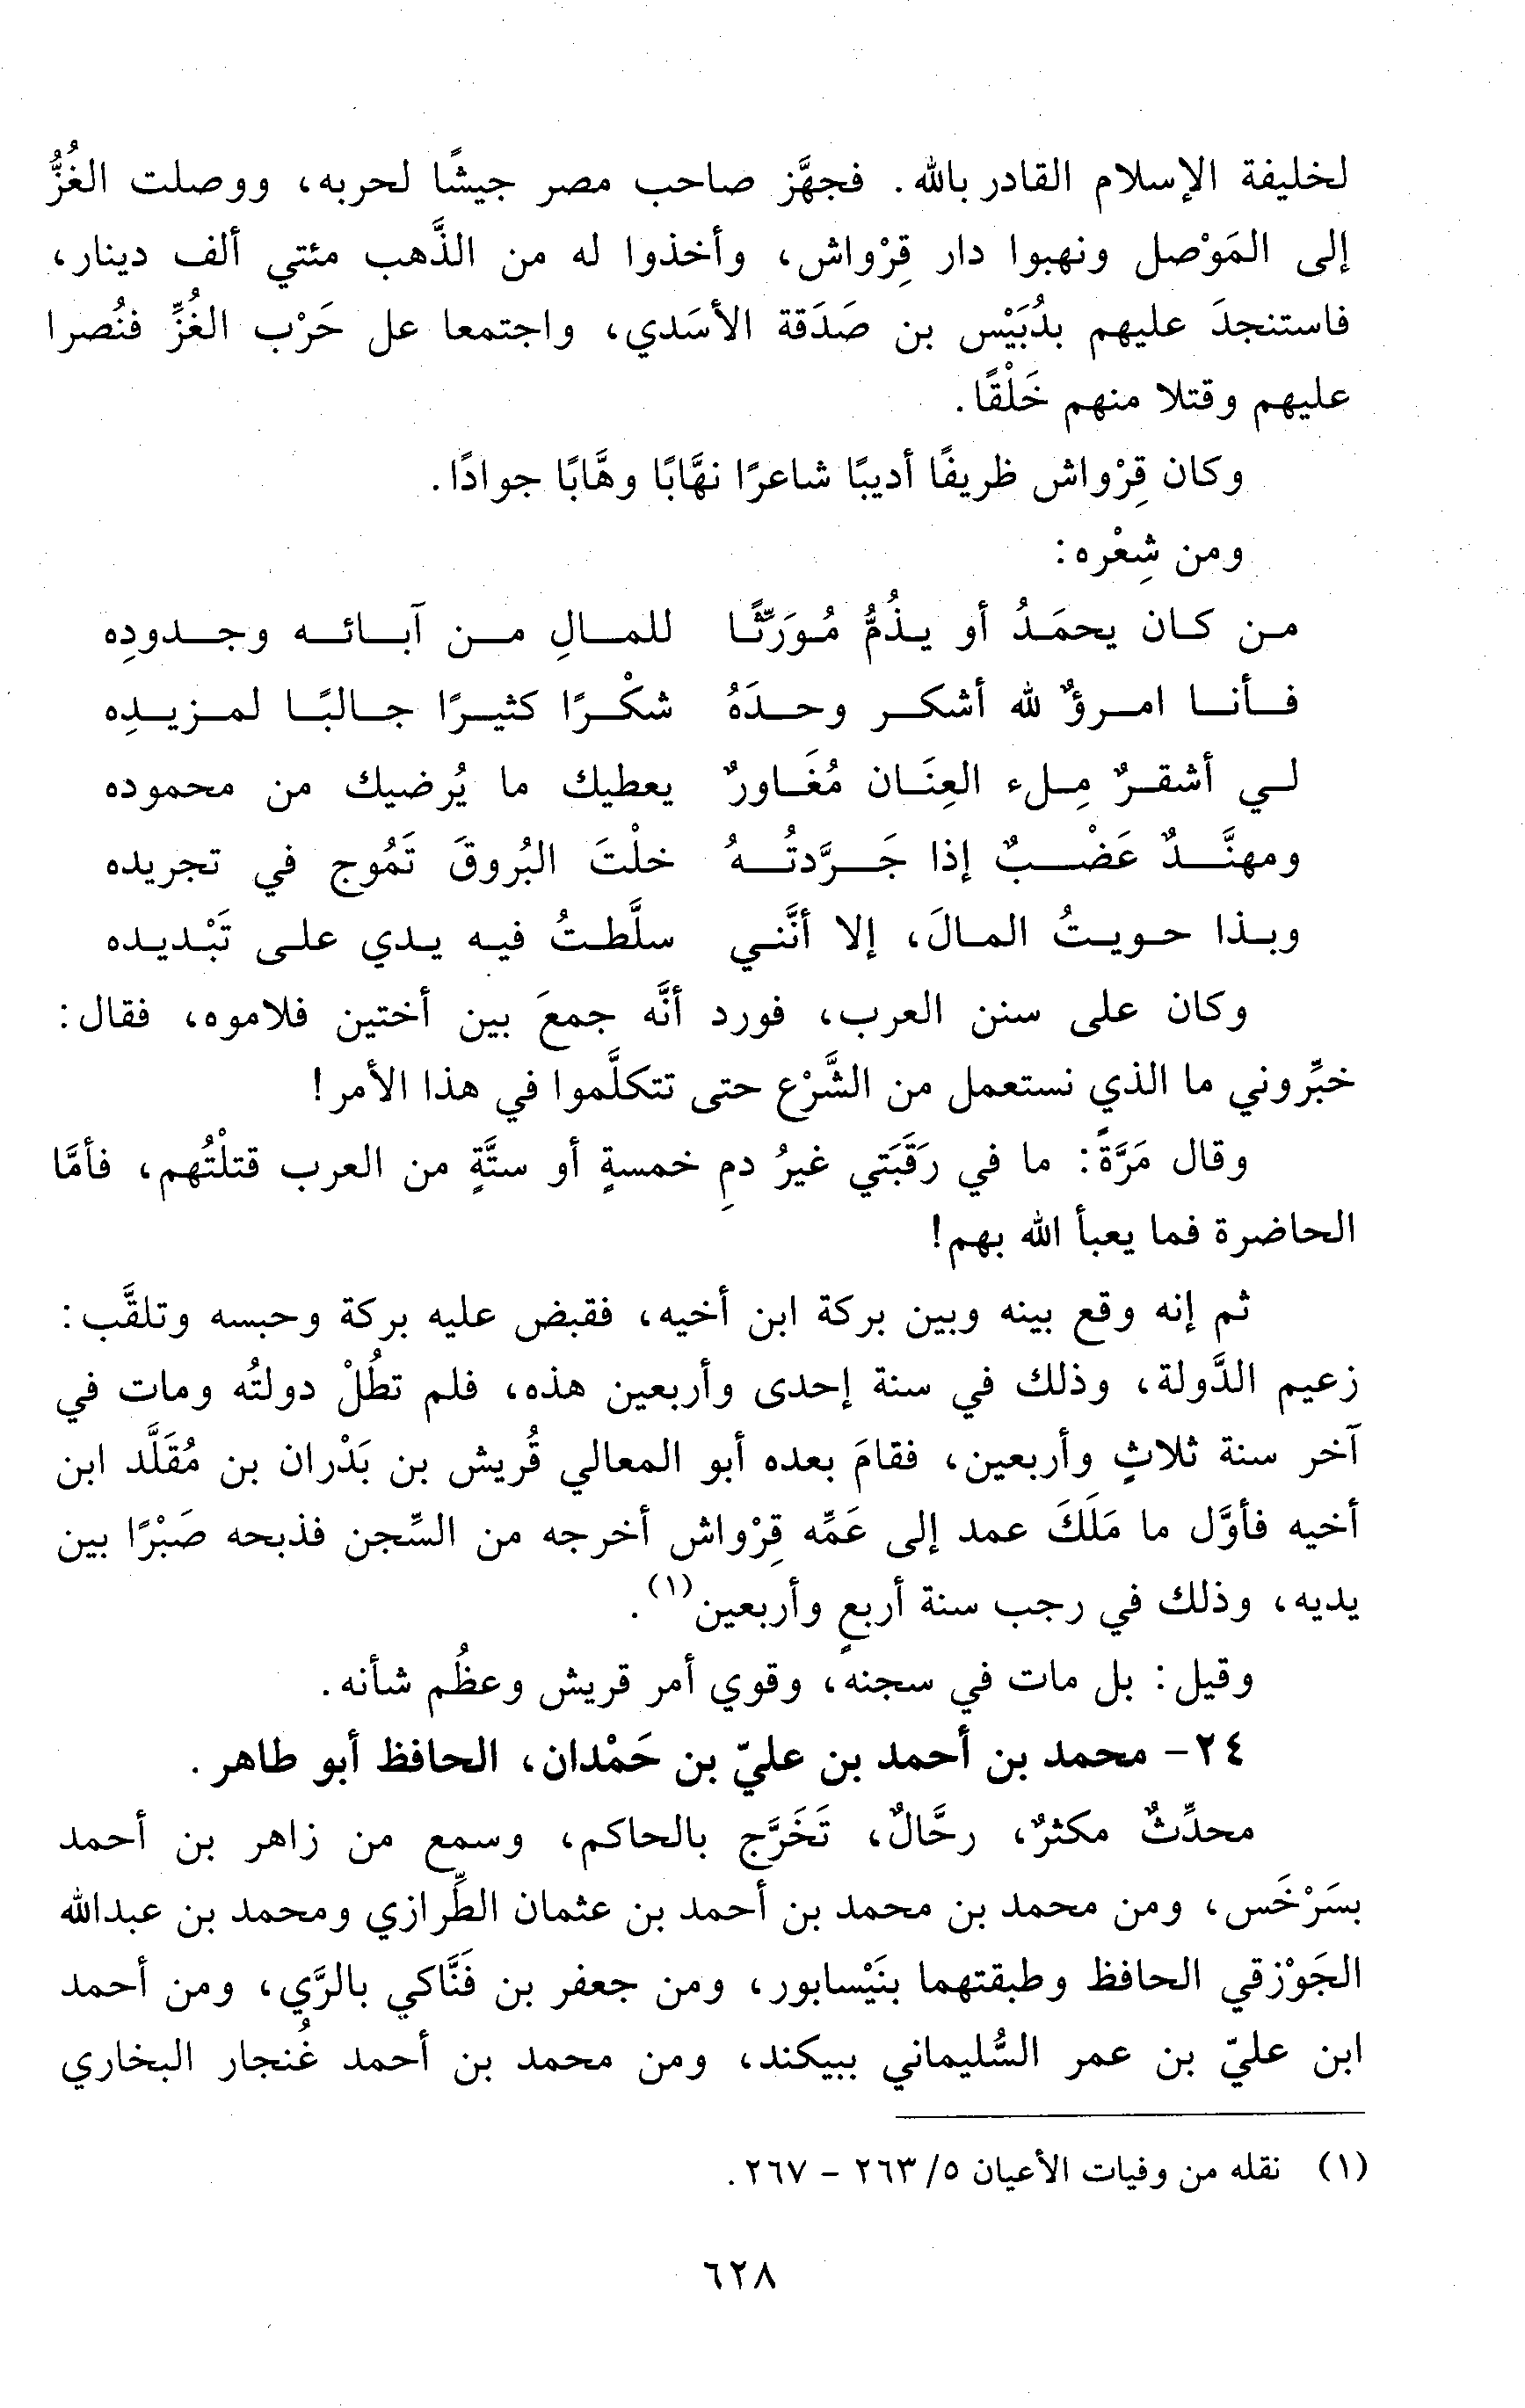 لخليفة الإسلام القادر بالله. فجهَّز صاحب مصر جيشًا لحربه، ووصلت الغُزُّ
إلى المَوْصل ونهبوا دار قِرْواش، وأخذوا له من الذَّهب مئتي ألف دينار،
فاستنجدَ عليهم بدُبَيْس بن صَدَقة الأسَدي، واجتمعا عل حَرْب الغُزِّ فنُصرا
عليهم وقتلا منهم خَلْقًا.
وكان قِرْواش ظريفًا أديبًا شاعرًا نهَّابًا وهَّابًا جوادًا.
ومن شِعْره:
من كان يحمَدُ أو يذُمُّ مُورَّثًا للمالِ من آبائه وجدودِه
فأنا امرؤٌ لله أشكر وحدَهُ شكْرًا كثيرًا جالبًا لمزيدِه
لي أشقرٌ مِلء العِنَان مُغَاورٌ يعطيك ما يُرضيك من محموده
ومهنَّدٌ عَضْبٌ إذا جَرَّدتُهُ خلْتَ البُروقَ تَمُوج في تجريده
وبذا حويتُ المالَ، إلا أنَّني سلَّطتُ فيه يدي على تَبْديده
وكان على سنن العرب، فورد أنَّه جمعَ بين أختين فلاموه، فقال:
خبِّروني ما الذي نستعمل من الشَّرْع حتى تتكلَّموا في هذا الأمر!
وقال مَرَّةً: ما في رَقَبَتي غيرُ دمِ خمسةٍ أو ستَّةٍ من العرب قتلْتُهم، فأمَّا
الحاضرة فما يعبأ الله بهم!
ثم إنه وقع بينه وبين بركة ابن أخيه، فقبض عليه بركة وحبسه وتلقَّب:
زعيم الدَّولة، وذلك في سنة إحدى وأربعين هذه، فلم تطُلْ دولتُه ومات في
آخر سنة ثلاثٍ وأربعين، فقامَ بعده أبو المعالي قُريش بن بَدْران بن مُقَلَّد ابن
أخيه فأوَّل ما مَلَكَ عمد إلى عَمِّه قِرْواش أخرجه من السِّجن فذبحه صَبْرًا بين
يديه، وذلك في رجب سنة أربعٍ وأربعين(١).
وقيل: بل مات في سجنه، وقوي أمر قريش وعظُم شأنه.
٢٤- محمد بن أحمد بن عليّ بن حَمْدان، الحافظ أبو طاهر.
محدِّثٌ مكثرٌ، رحَّالٌ، تَخَرَّج بالحاكم، وسمع من زاهر بن أحمد
بسَرْخَس، ومن محمد بن محمد بن أحمد بن عثمان الطِّرازي ومحمد بن عبدالله
الجَوْزقي الحافظ وطبقتهما بنَيْسابور، ومن جعفر بن فَنَّاكي بالرَّي، ومن أحمد
ابن عليّ بن عمر السُّليماني ببيكند، ومن محمد بن أحمد غُنجار البخاري
(١) نقله من وفيات الأعيان ٥/ ٢٦٣ - ٢٦٧.
٦٢٨